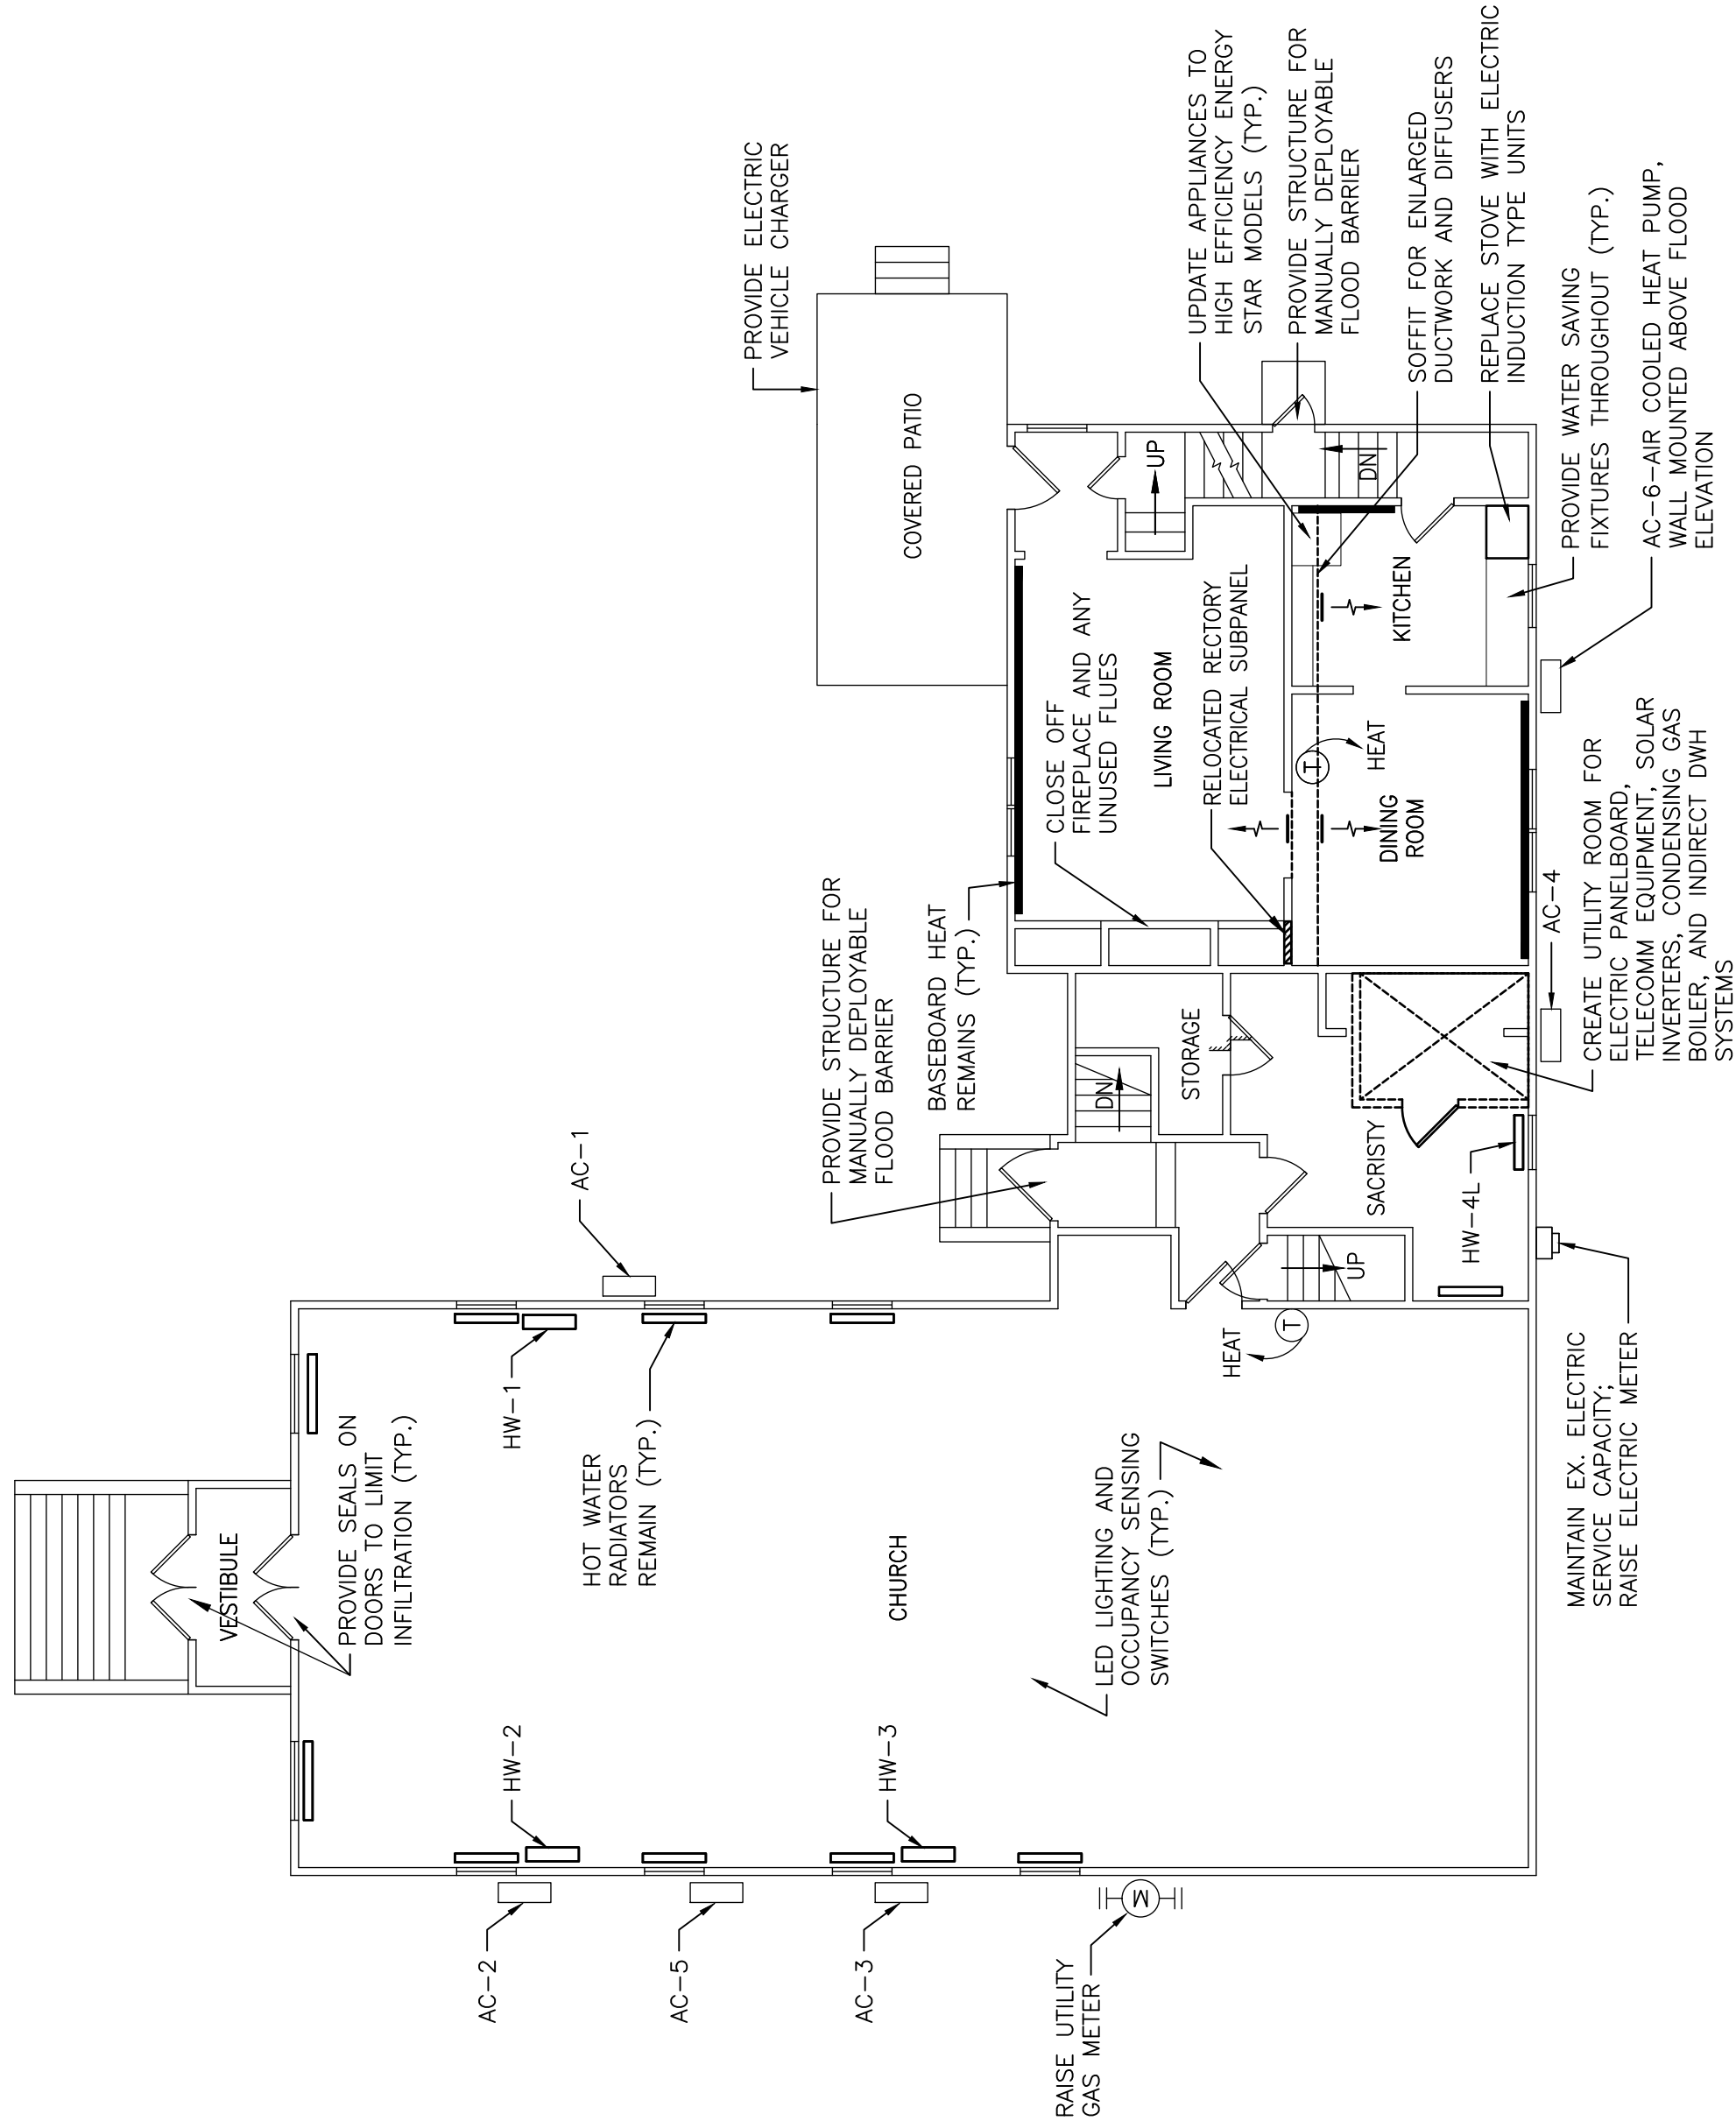 PROVIDE ELECTRIC
VEHICLE CHARGER
COVERED PATIO
UPDATE APPLIANCES TO
HIGH EFFICIENCY ENERGY
STAR MODELS (TYP.)
PROVIDE STRUCTURE FOR
MANUALLY DEPLOYABLE
FLOOD BARRIER
SOFFIT FOR ENLARGED
DUCTWORK AND DIFFUSERS
REPLACE STOVE WITH ELECTRIC
INDUCTION TYPE UNITS
PROVIDE WATER SAVING
FIXTURES THROUGHOUT (TYP.)
AC-6-AIR COOLED HEAT PUMP,
WALL MOUNTED ABOVE FLOOD
ELEVATION
UP
DN
KITCHEN
CLOSE OFF
FIREPLACE AND ANY
UNUSED FLUES
LIVING ROOM
RELOCATED RECTORY
ELECTRICAL SUBPANEL
T
HEAT
DINING
ROOM
PROVIDE STRUCTURE FOR
MANUALLY DEPLOYABLE
FLOOD BARRIER
BASEBOARD HEAT
REMAINS (TYP.)
AC-4
CREATE UTILITY ROOM FOR
ELECTRIC PANELBOARD,
TELECOMM EQUIPMENT, SOLAR
INVERTERS, CONDENSING GAS
BOILER, AND INDIRECT DWH
SYSTEMS
DN
STORAGE
SACRISTY
HW-4L
UP
AC-1
HEAT
T
MAINTAIN EX. ELECTRIC
SERVICE CAPACITY;
RAISE ELECTRIC METER
VESTIBULE
PROVIDE SEALS ON
DOORS TO LIMIT
INFILTRATION (TYP.)
HW-1
HOT WATER
RADIATORS
REMAIN (TYP.)
CHURCH
LED LIGHTING AND
OCCUPANCY SENSING
SWITCHES (TYP.)
HW-2
HW-3
AC-2
AC-5
AC-3
M
RAISE UTILITY
GAS METER